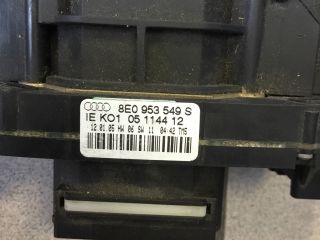 8E0 953 549 S
IE KO1 05 1144 12
12.01.05 HW 06 SW 11 04:42 TMS